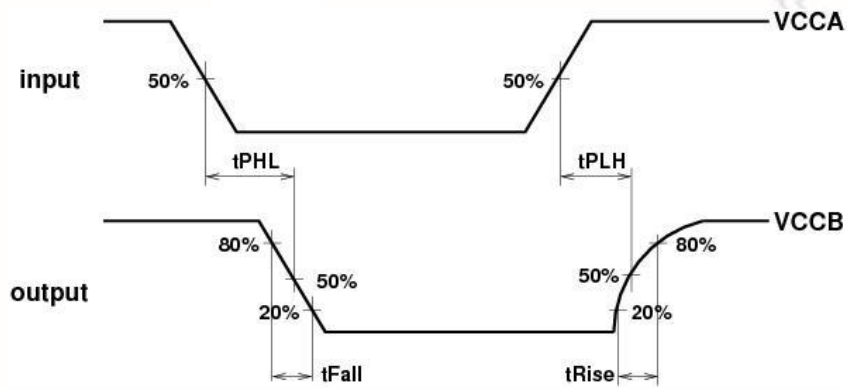 VCCA
input
50%
50%
tPHL
tPLH
VCCB
80%
80%
50%
50%
output
20%
20%
tFall
tRise